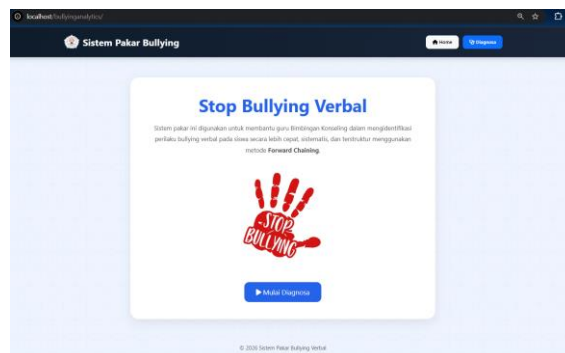 localhost/bullyinganalytics/
Sistem Pakar Bullying
Home
Diagnosa
Stop Bullying Verbal
Sistem pakar ini digunakan untuk membantu guru Bimbingan Konseling dalam mengidentifikasi
perilaku bullying verbal pada siswa secara lebih cepat, sistematis, dan terstruktur menggunakan
metode Forward Chaining.
STOP
BULLYING
Mulai Diagnosa
© 2026 Sistem Pakar Bullying Verbal